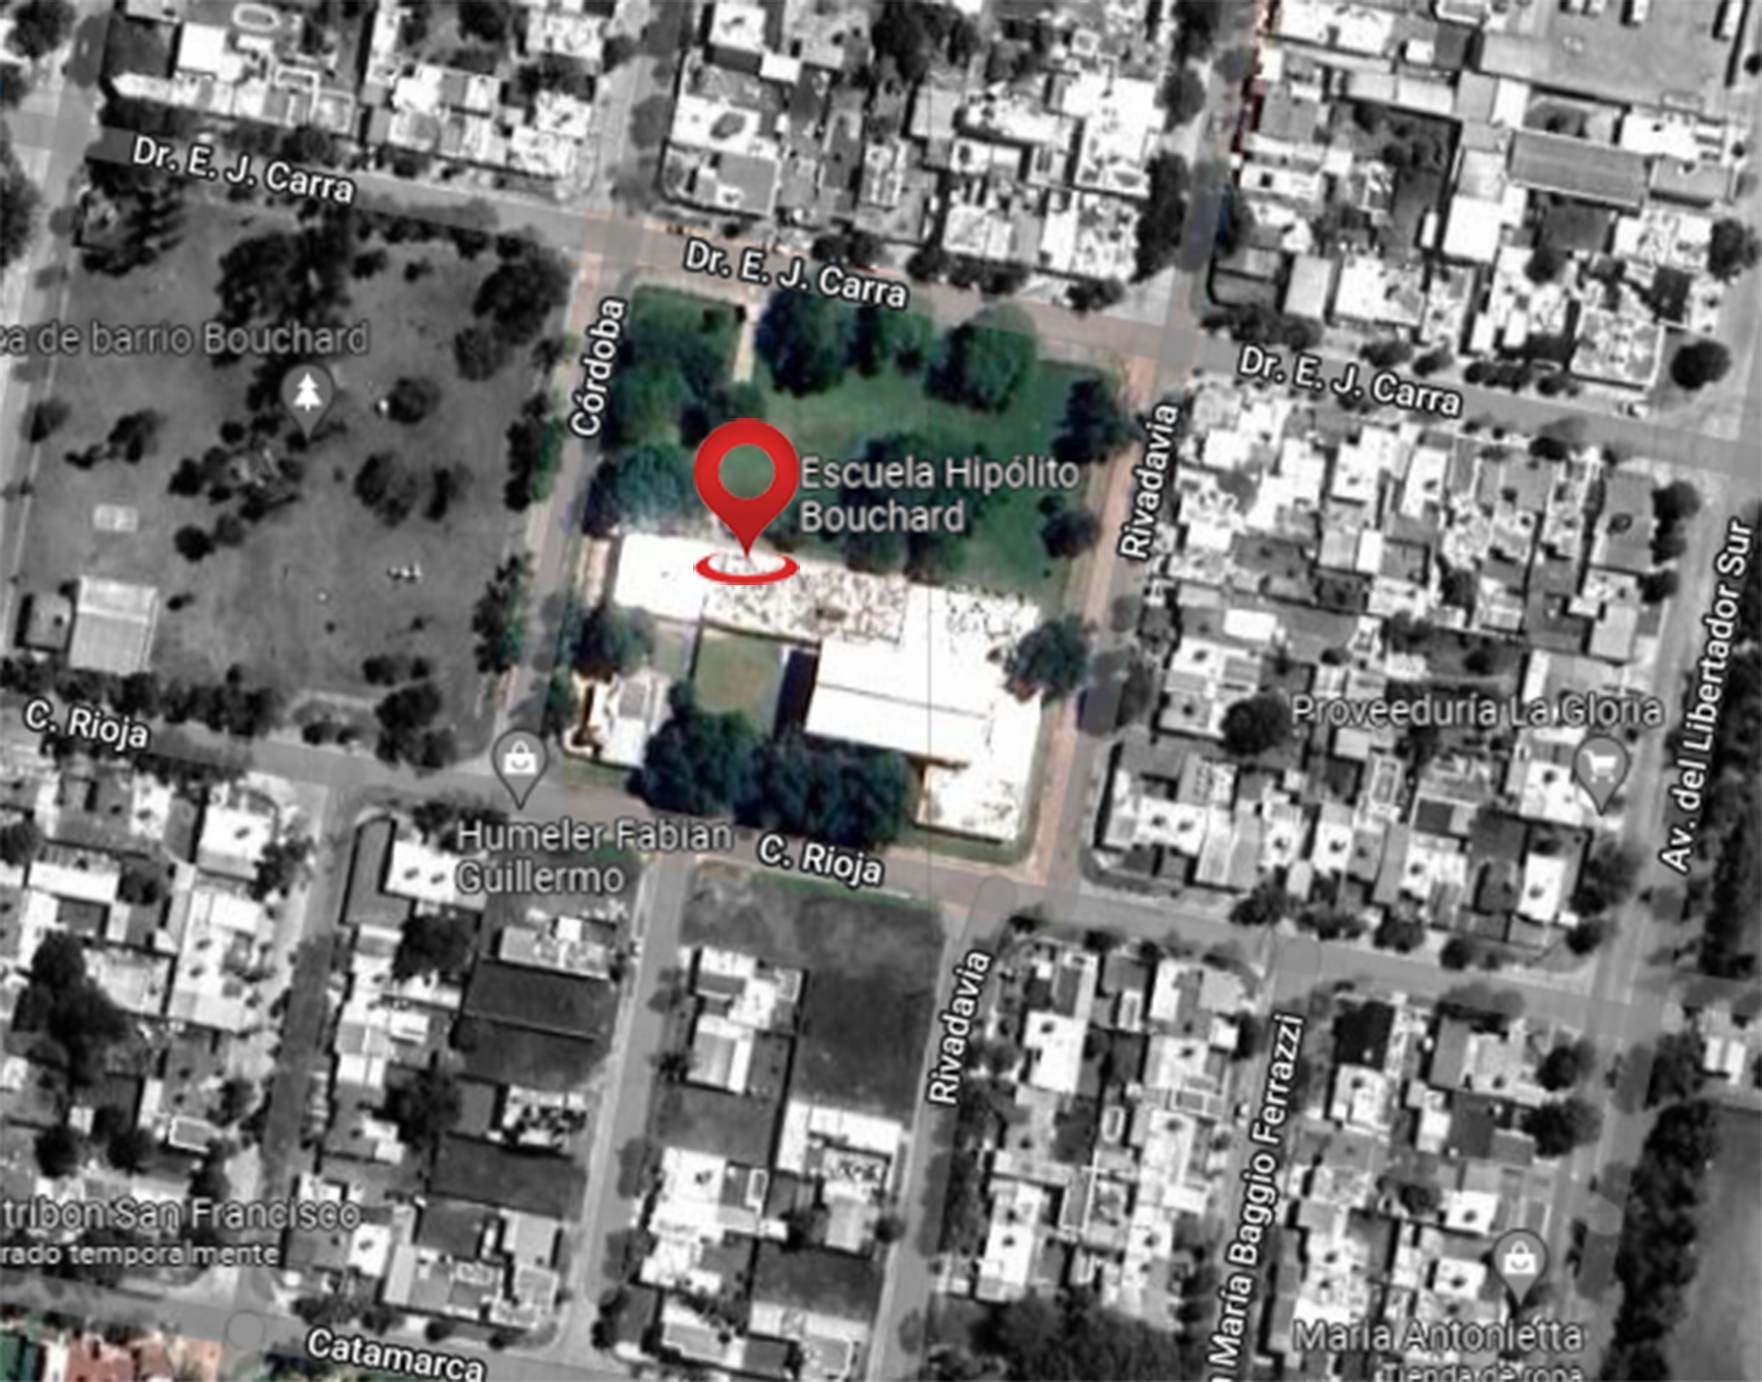 Dr. E. J. Carra
Dr. E. J. Carra
Dr. E. J. Carra
de barrio Bouchard
Córdoba
Escuela Hipólito
Bouchard
Rivadavia
Av. del Libertador Sur
C. Rioja
Proveeduría La Gloria
Humeler Fabian
Guillermo
C. Rioja
Rivadavia
María Baggio Ferrazzi
San Francisco
temporalmente
Catamarca
Maria Antonietta
Tienda de ropa